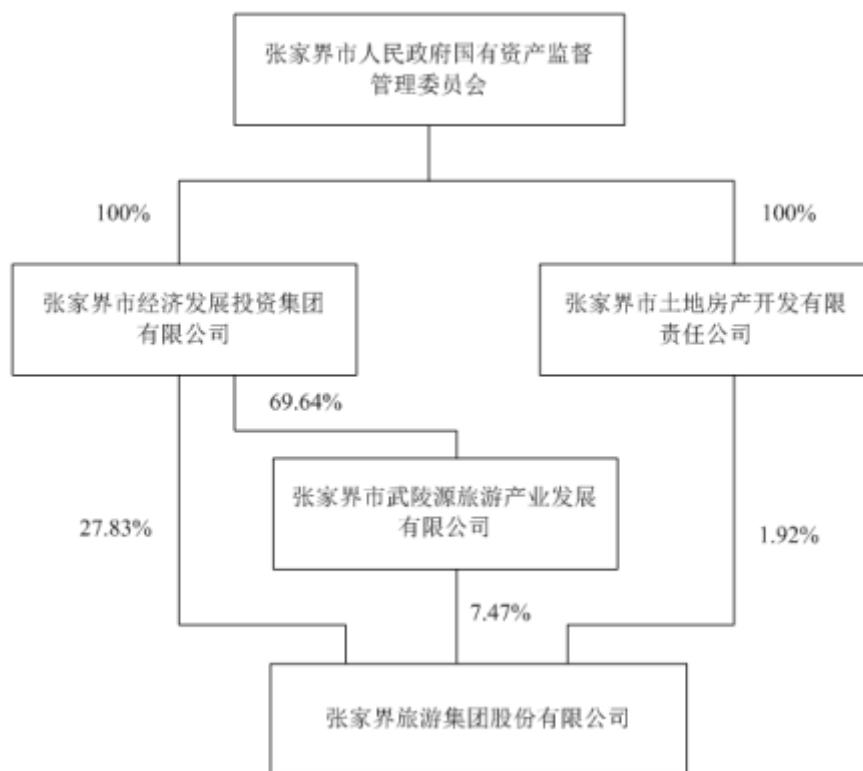 张家界市人民政府国有资产监督
管理委员会
100%
100%
张家界市经济发展投资集团
有限公司
张家界市土地房产开发有限
责任公司
69.64%
张家界市武陵源旅游产业发展
有限公司
27.83%
1.92%
7.47%
张家界旅游集团股份有限公司